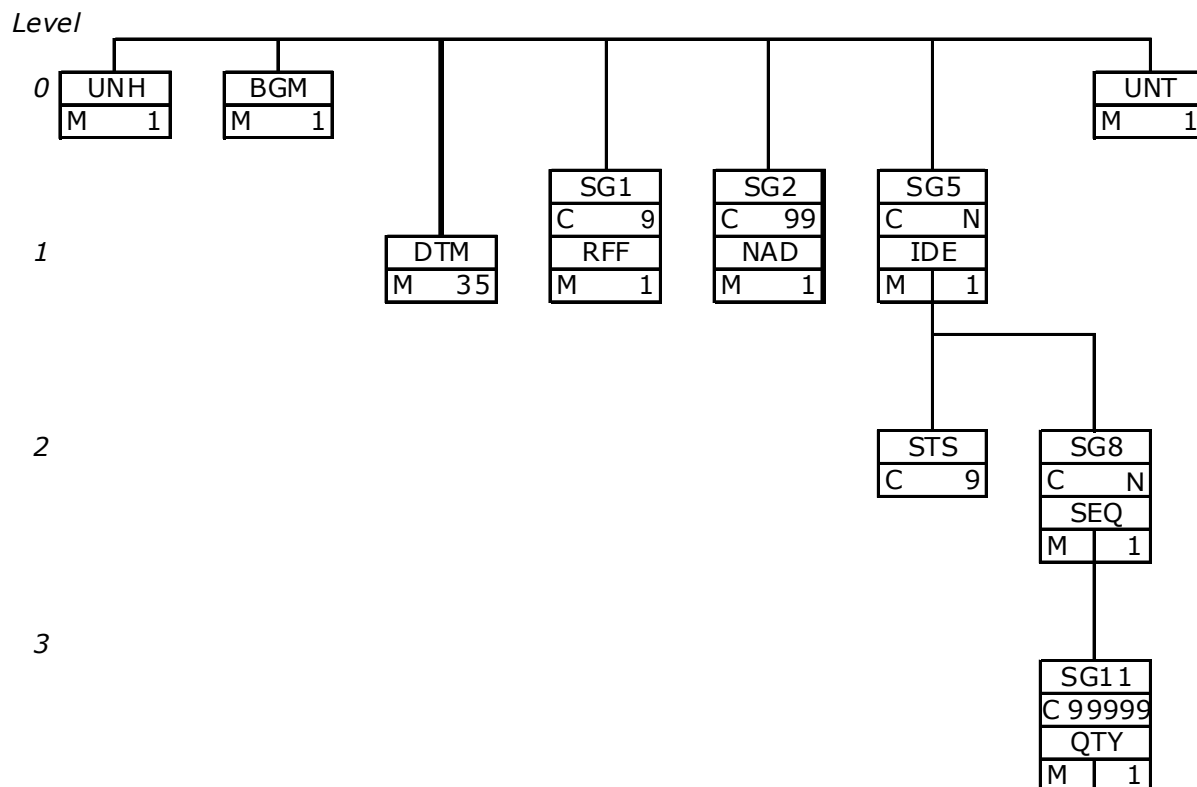 Level
0 UNH BGM UNT
M 1 M 1 M 1
SG1 SG2 SG5
C 9 C 99 C N
1 DTM RFF NAD IDE
M 35 M 1 M 1 M 1
2 STS SG8
C 9 C N
SEQ
M 1
3
SG11
C 99999
QTY
M 1